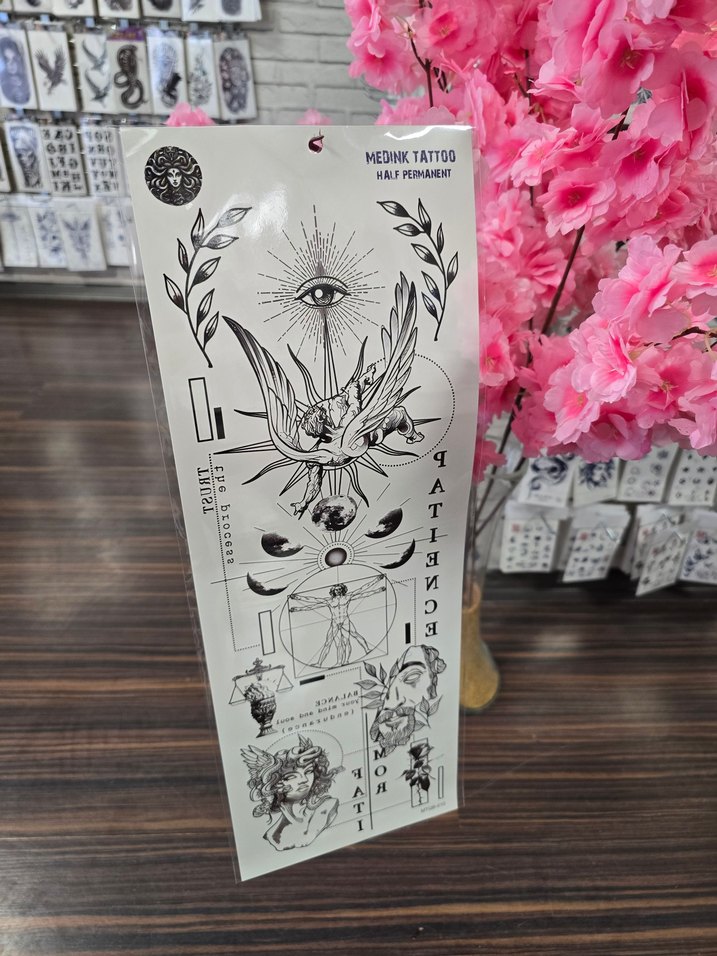 MEDINK TATTOO
HALF PERMANENT
TRUST
the process
PATIENCE
BALANCE
your mind and soul
(endurance)
AMOR
FATI